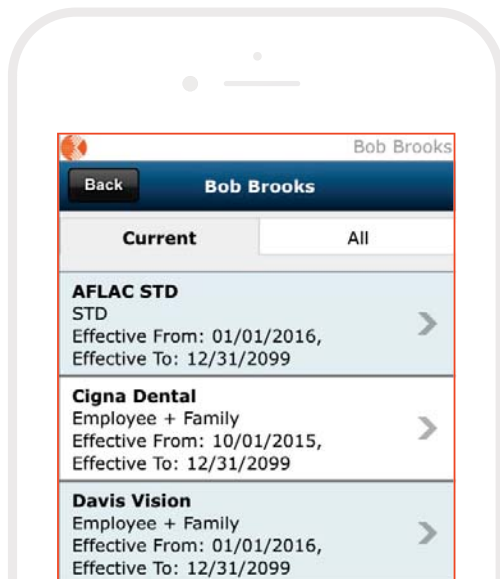 Bob Brooks
Back Bob Brooks
Current All
AFLAC STD
STD
Effective From: 01/01/2016,
Effective To: 12/31/2099
Cigna Dental
Employee + Family
Effective From: 10/01/2015,
Effective To: 12/31/2099
Davis Vision
Employee + Family
Effective From: 01/01/2016,
Effective To: 12/31/2099